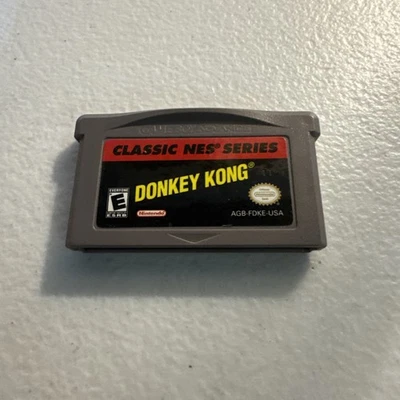 CLASSIC NES® SERIES
DONKEY KONG®
EVERYONE
E
ESRB
Nintendo
AGB-FDKE-USA